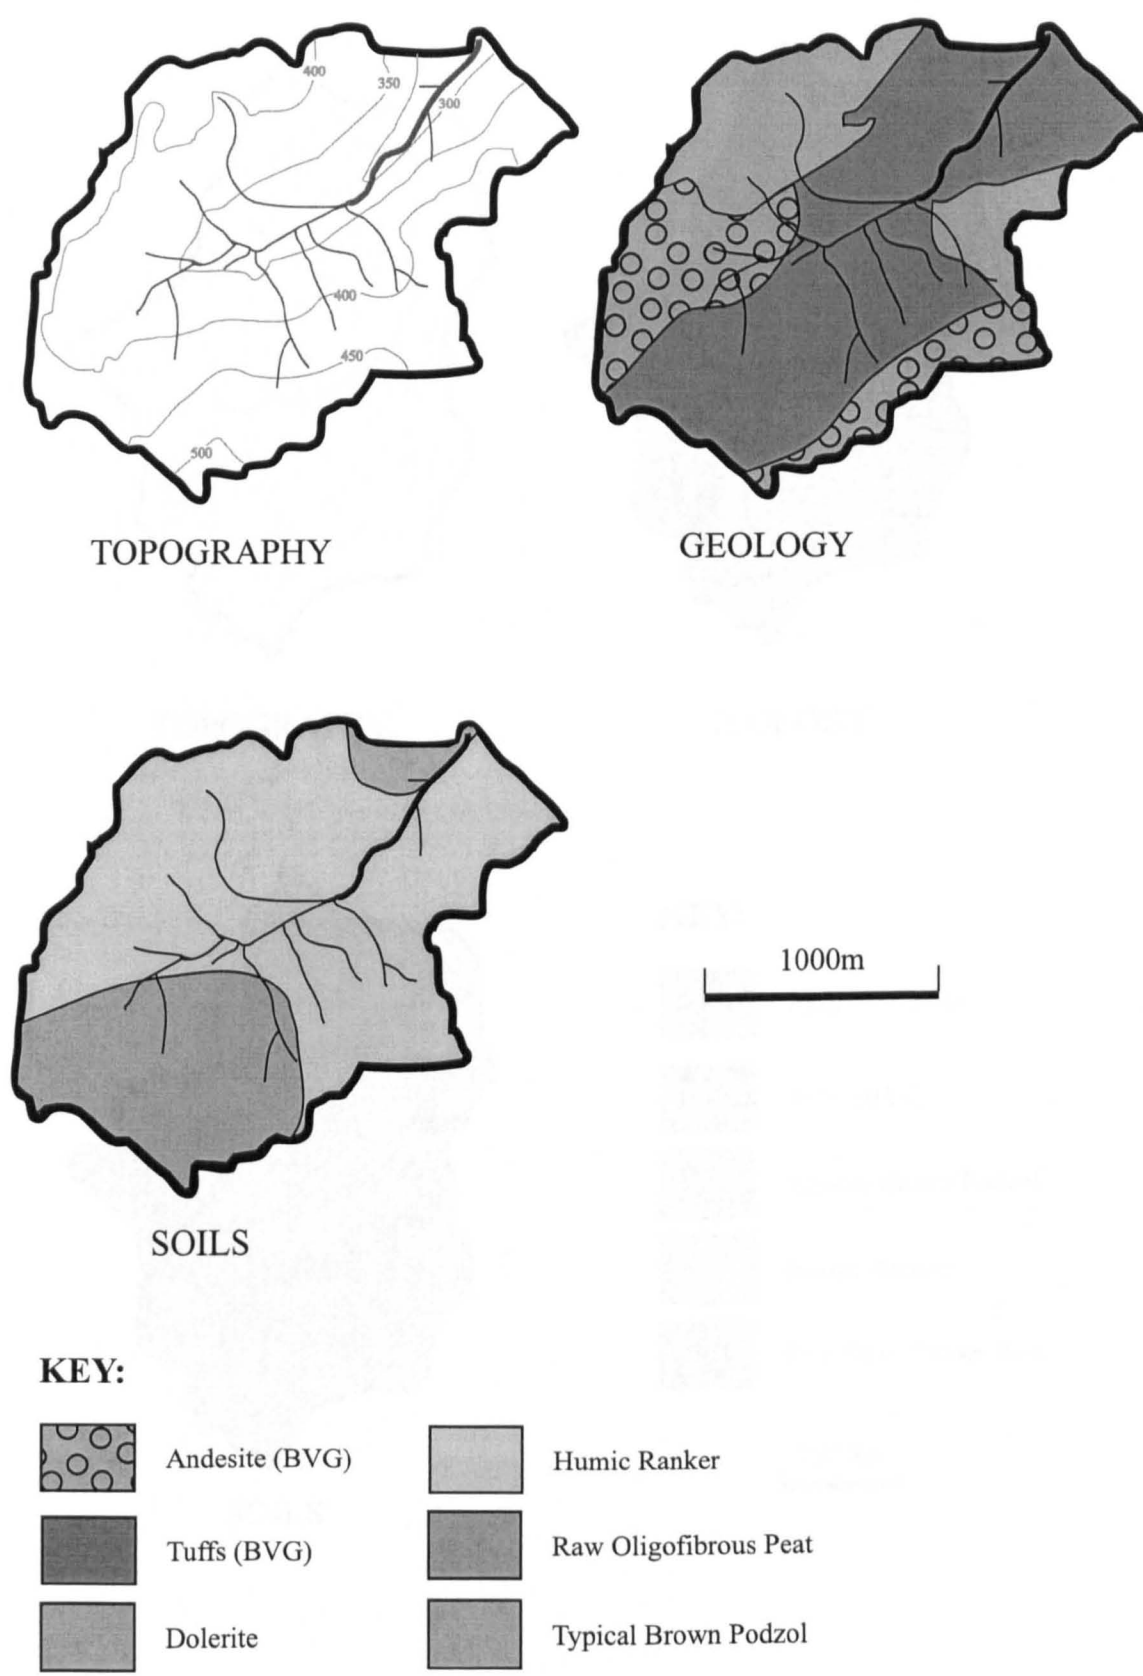 400
350
300
400
450
500
TOPOGRAPHY
GEOLOGY
SOILS
1000m
KEY:
Andesite (BVG)
Humic Ranker
Tuffs (BVG)
Raw Oligofibrous Peat
Dolerite
Typical Brown Podzol